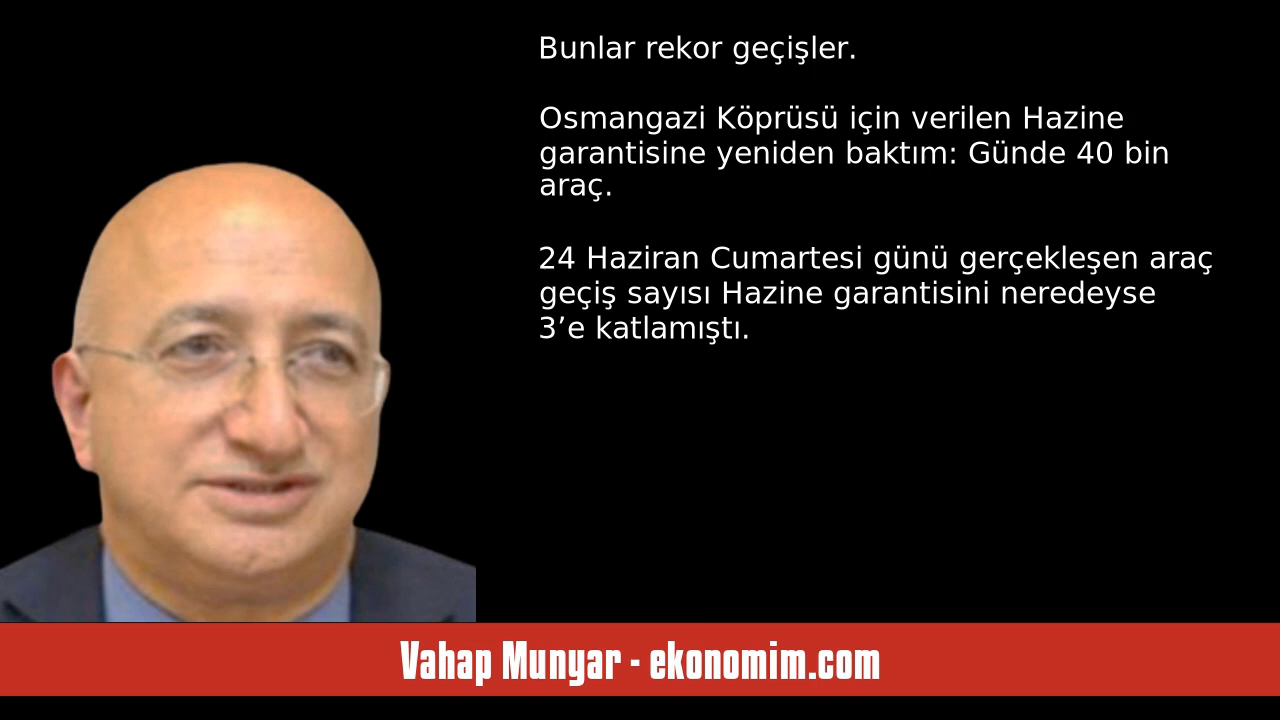 Bunlar rekor geçişler.
Osmangazi Köprüsü için verilen Hazine
garantisine yeniden baktım: Günde 40 bin
araç.
24 Haziran Cumartesi günü gerçekleşen araç
geçiş sayısı Hazine garantisini neredeyse
3’e katlamıştı.
Vahap Munyar - ekonomim.com